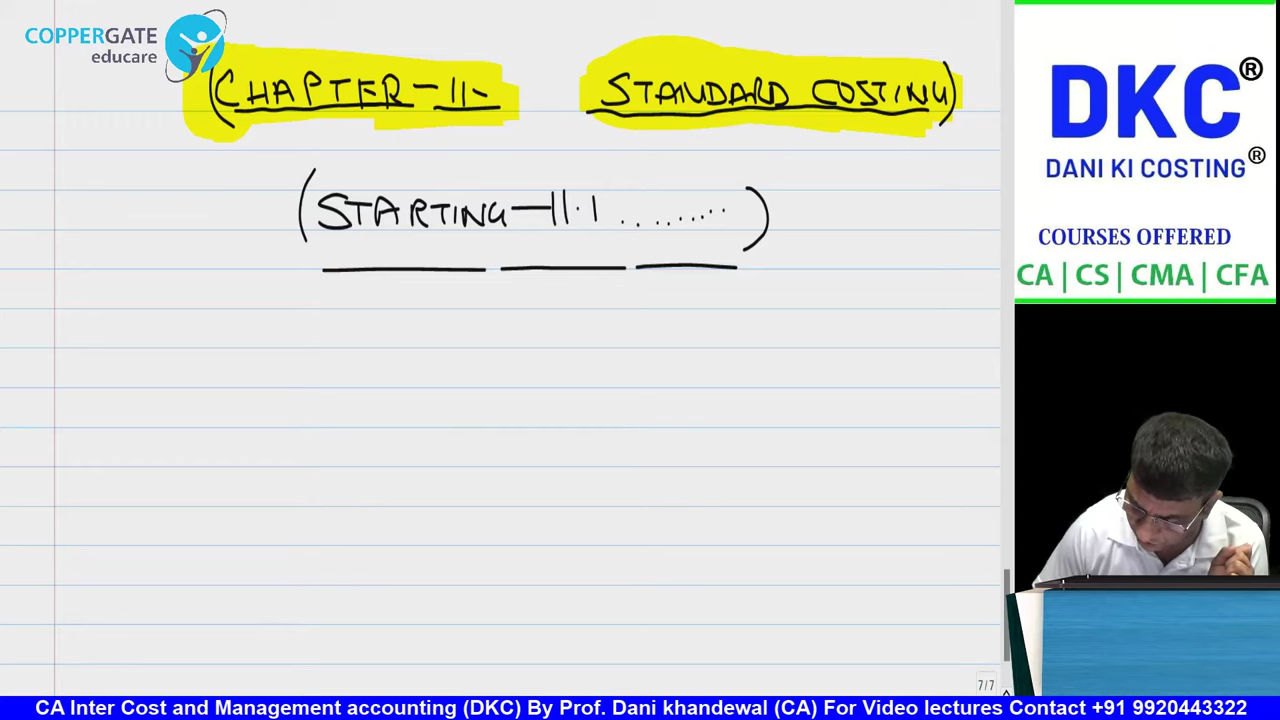 COPPERGATE
educare
(CHAPTER-11- STANDARD COSTING)
(STARTING-11.1 ..........)
DKC®
DANI KI COSTING®
COURSES OFFERED
CA | CS | CMA | CFA
7/7
CA Inter Cost and Management accounting (DKC) By Prof. Dani khandewal (CA) For Video lectures Contact +91 9920443322